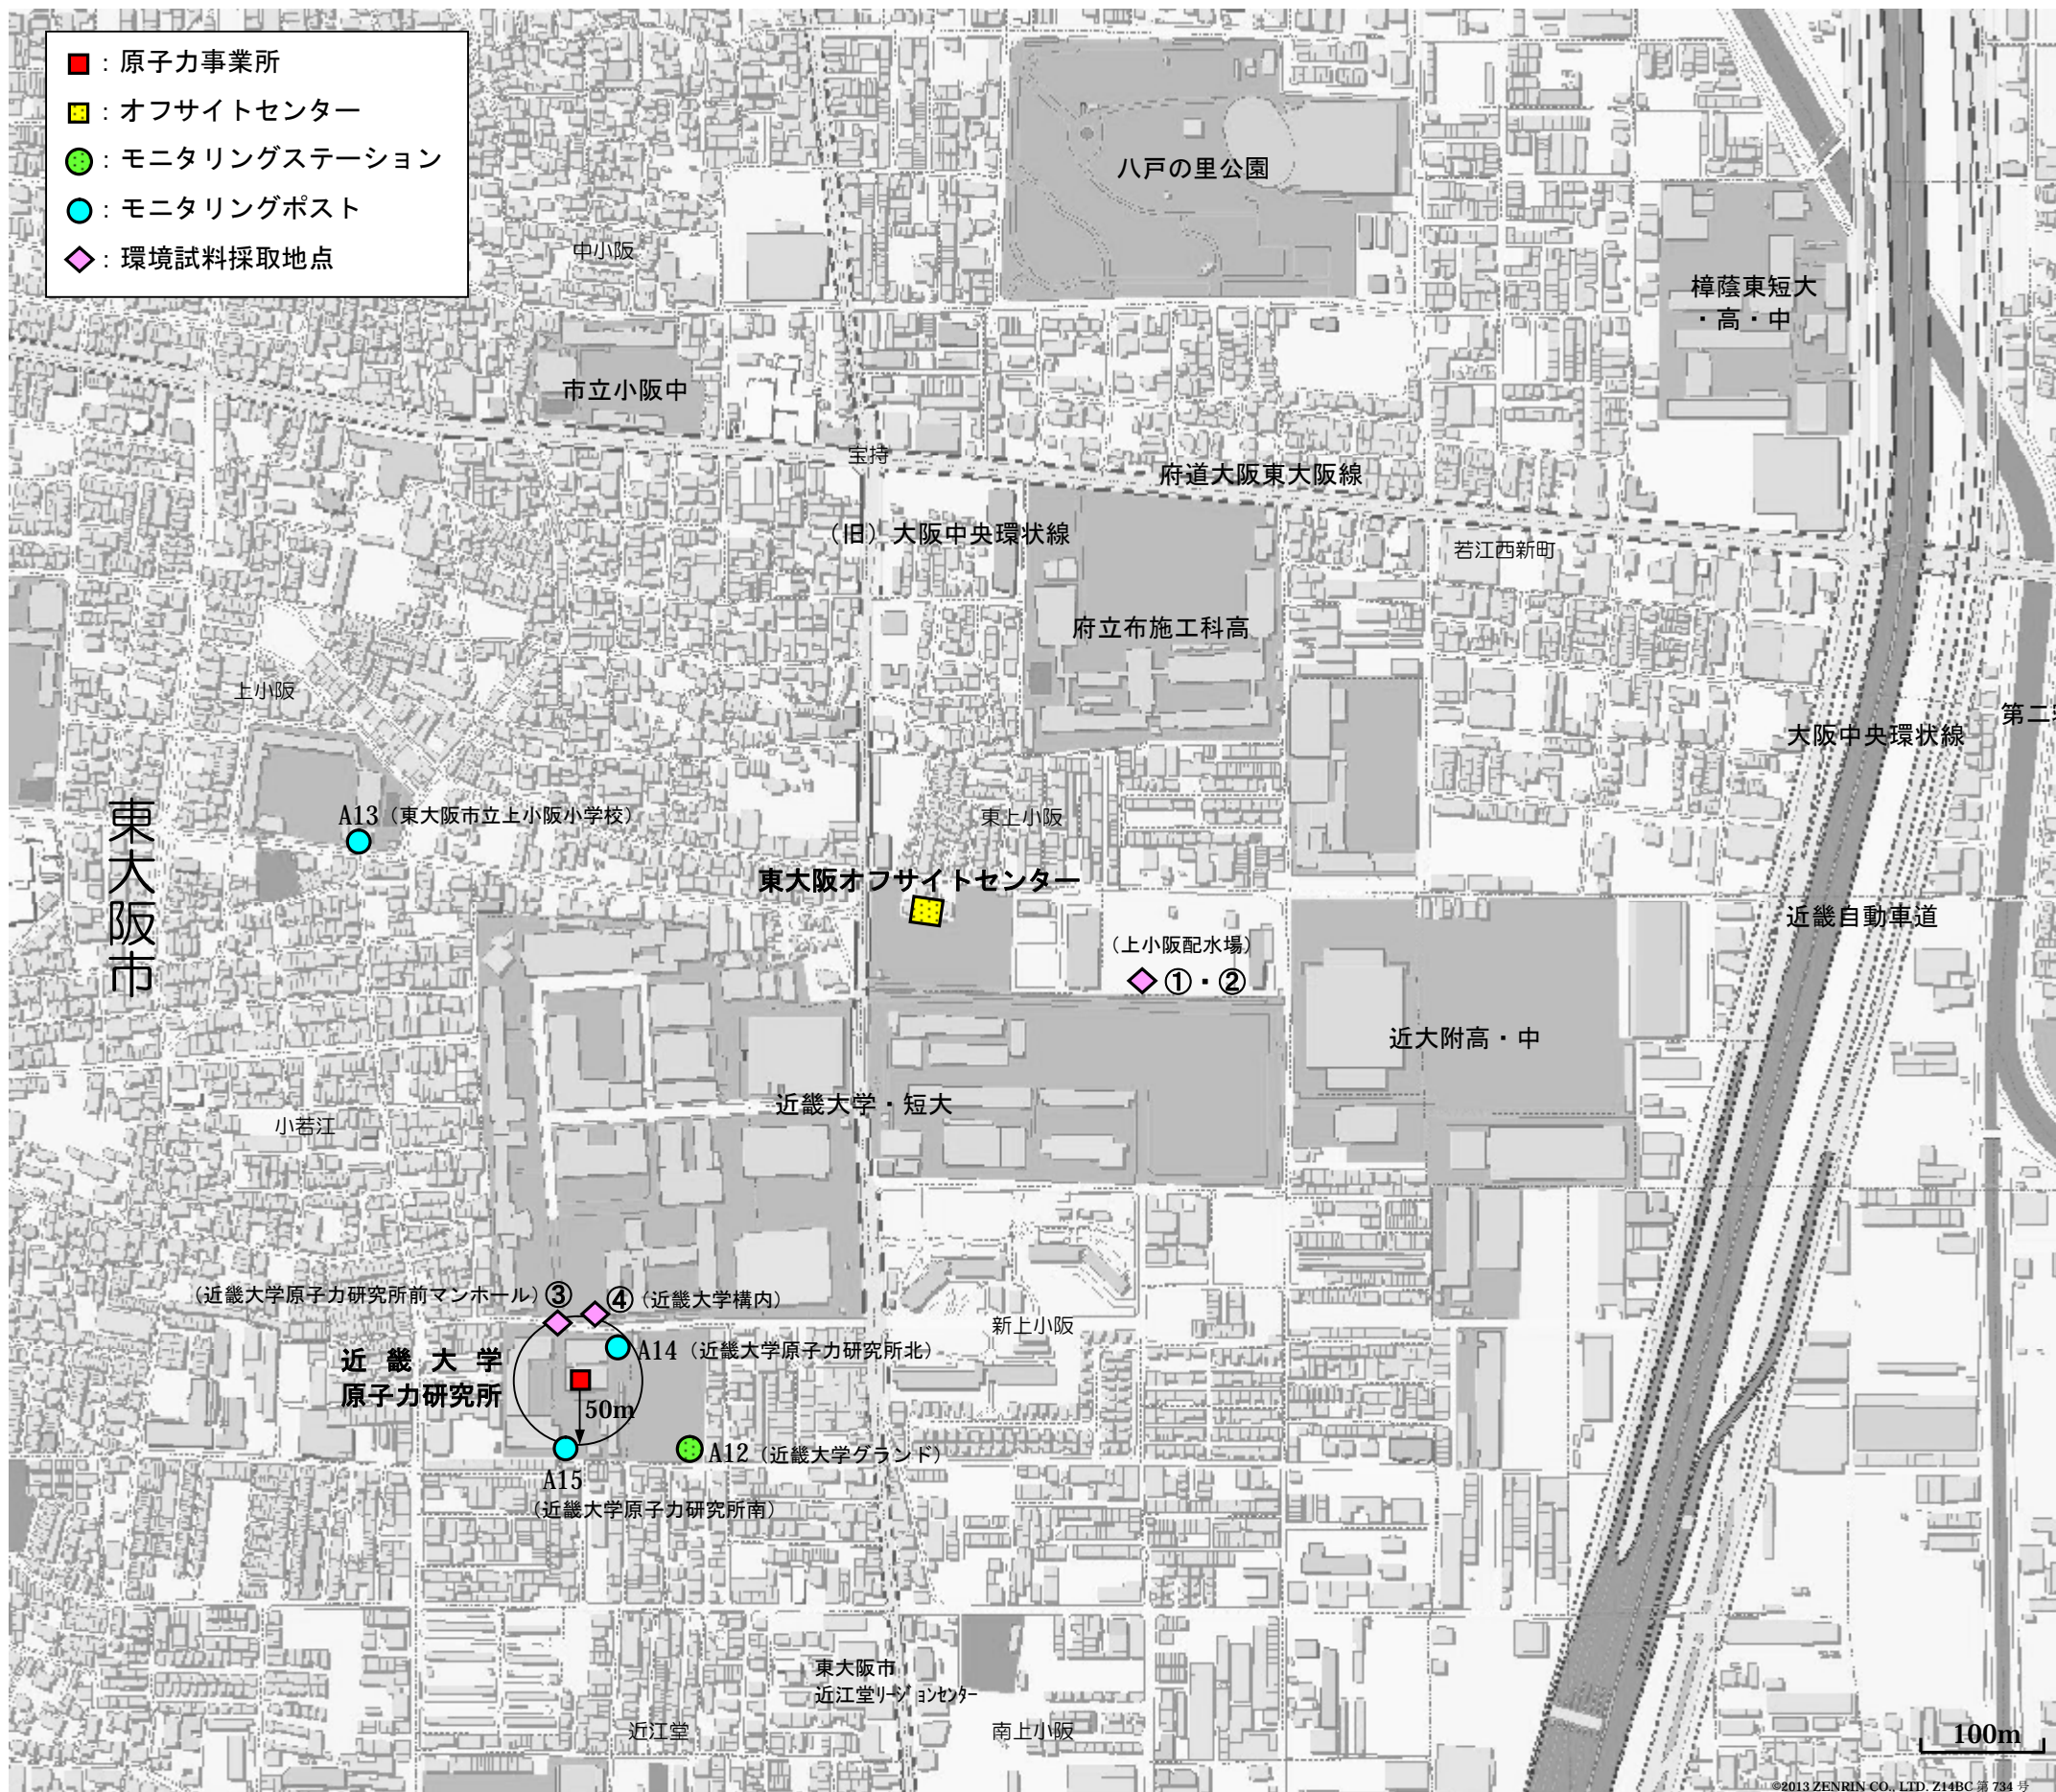 ：原子力事業所
：オフサイトセンター
：モニタリングステーション
：モニタリングポスト
：環境試料採取地点
八戸の里公園
中小阪
樟蔭東短大
・高・中
市立小阪中
宝持
府道大阪東大阪線
（旧）大阪中央環状線
若江西新町
府立布施工科高
上小阪
第二
大阪中央環状線
東大阪市
A13（東大阪市立上小阪小学校）
東上小阪
東大阪オフサイトセンター
近畿自動車道
（上小阪配水場）
①・②
近大附高・中
近畿大学・短大
小若江
（近畿大学原子力研究所前マンホール）③
④（近畿大学構内）
新上小阪
A14（近畿大学原子力研究所北）
近畿大学
原子力研究所
50m
A12（近畿大学グランド）
A15
（近畿大学原子力研究所南）
東大阪市
近江堂ﾘｰｼﾞｮﾝｾﾝﾀｰ
近江堂
南上小阪
100m
©2013 ZENRIN CO., LTD. Z14BC 第 734 号